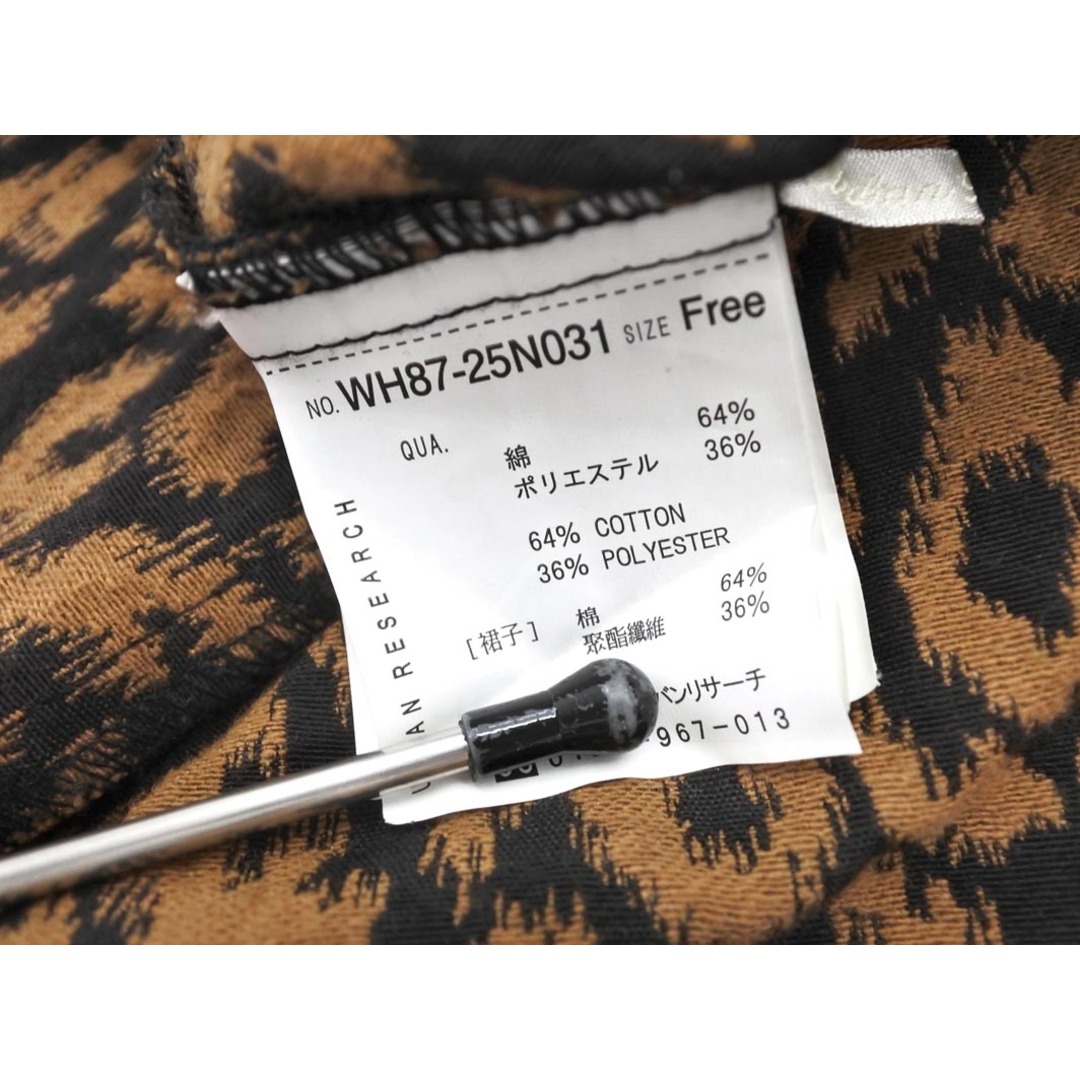 NO. WH87-25N031 SIZE Free
QUA.
綿 64%
ポリエステル 36%
64% COTTON
36% POLYESTER
[裙子] 棉 64%
聚酯纖維 36%
バンリサーチ
-967-013
RESEARCH